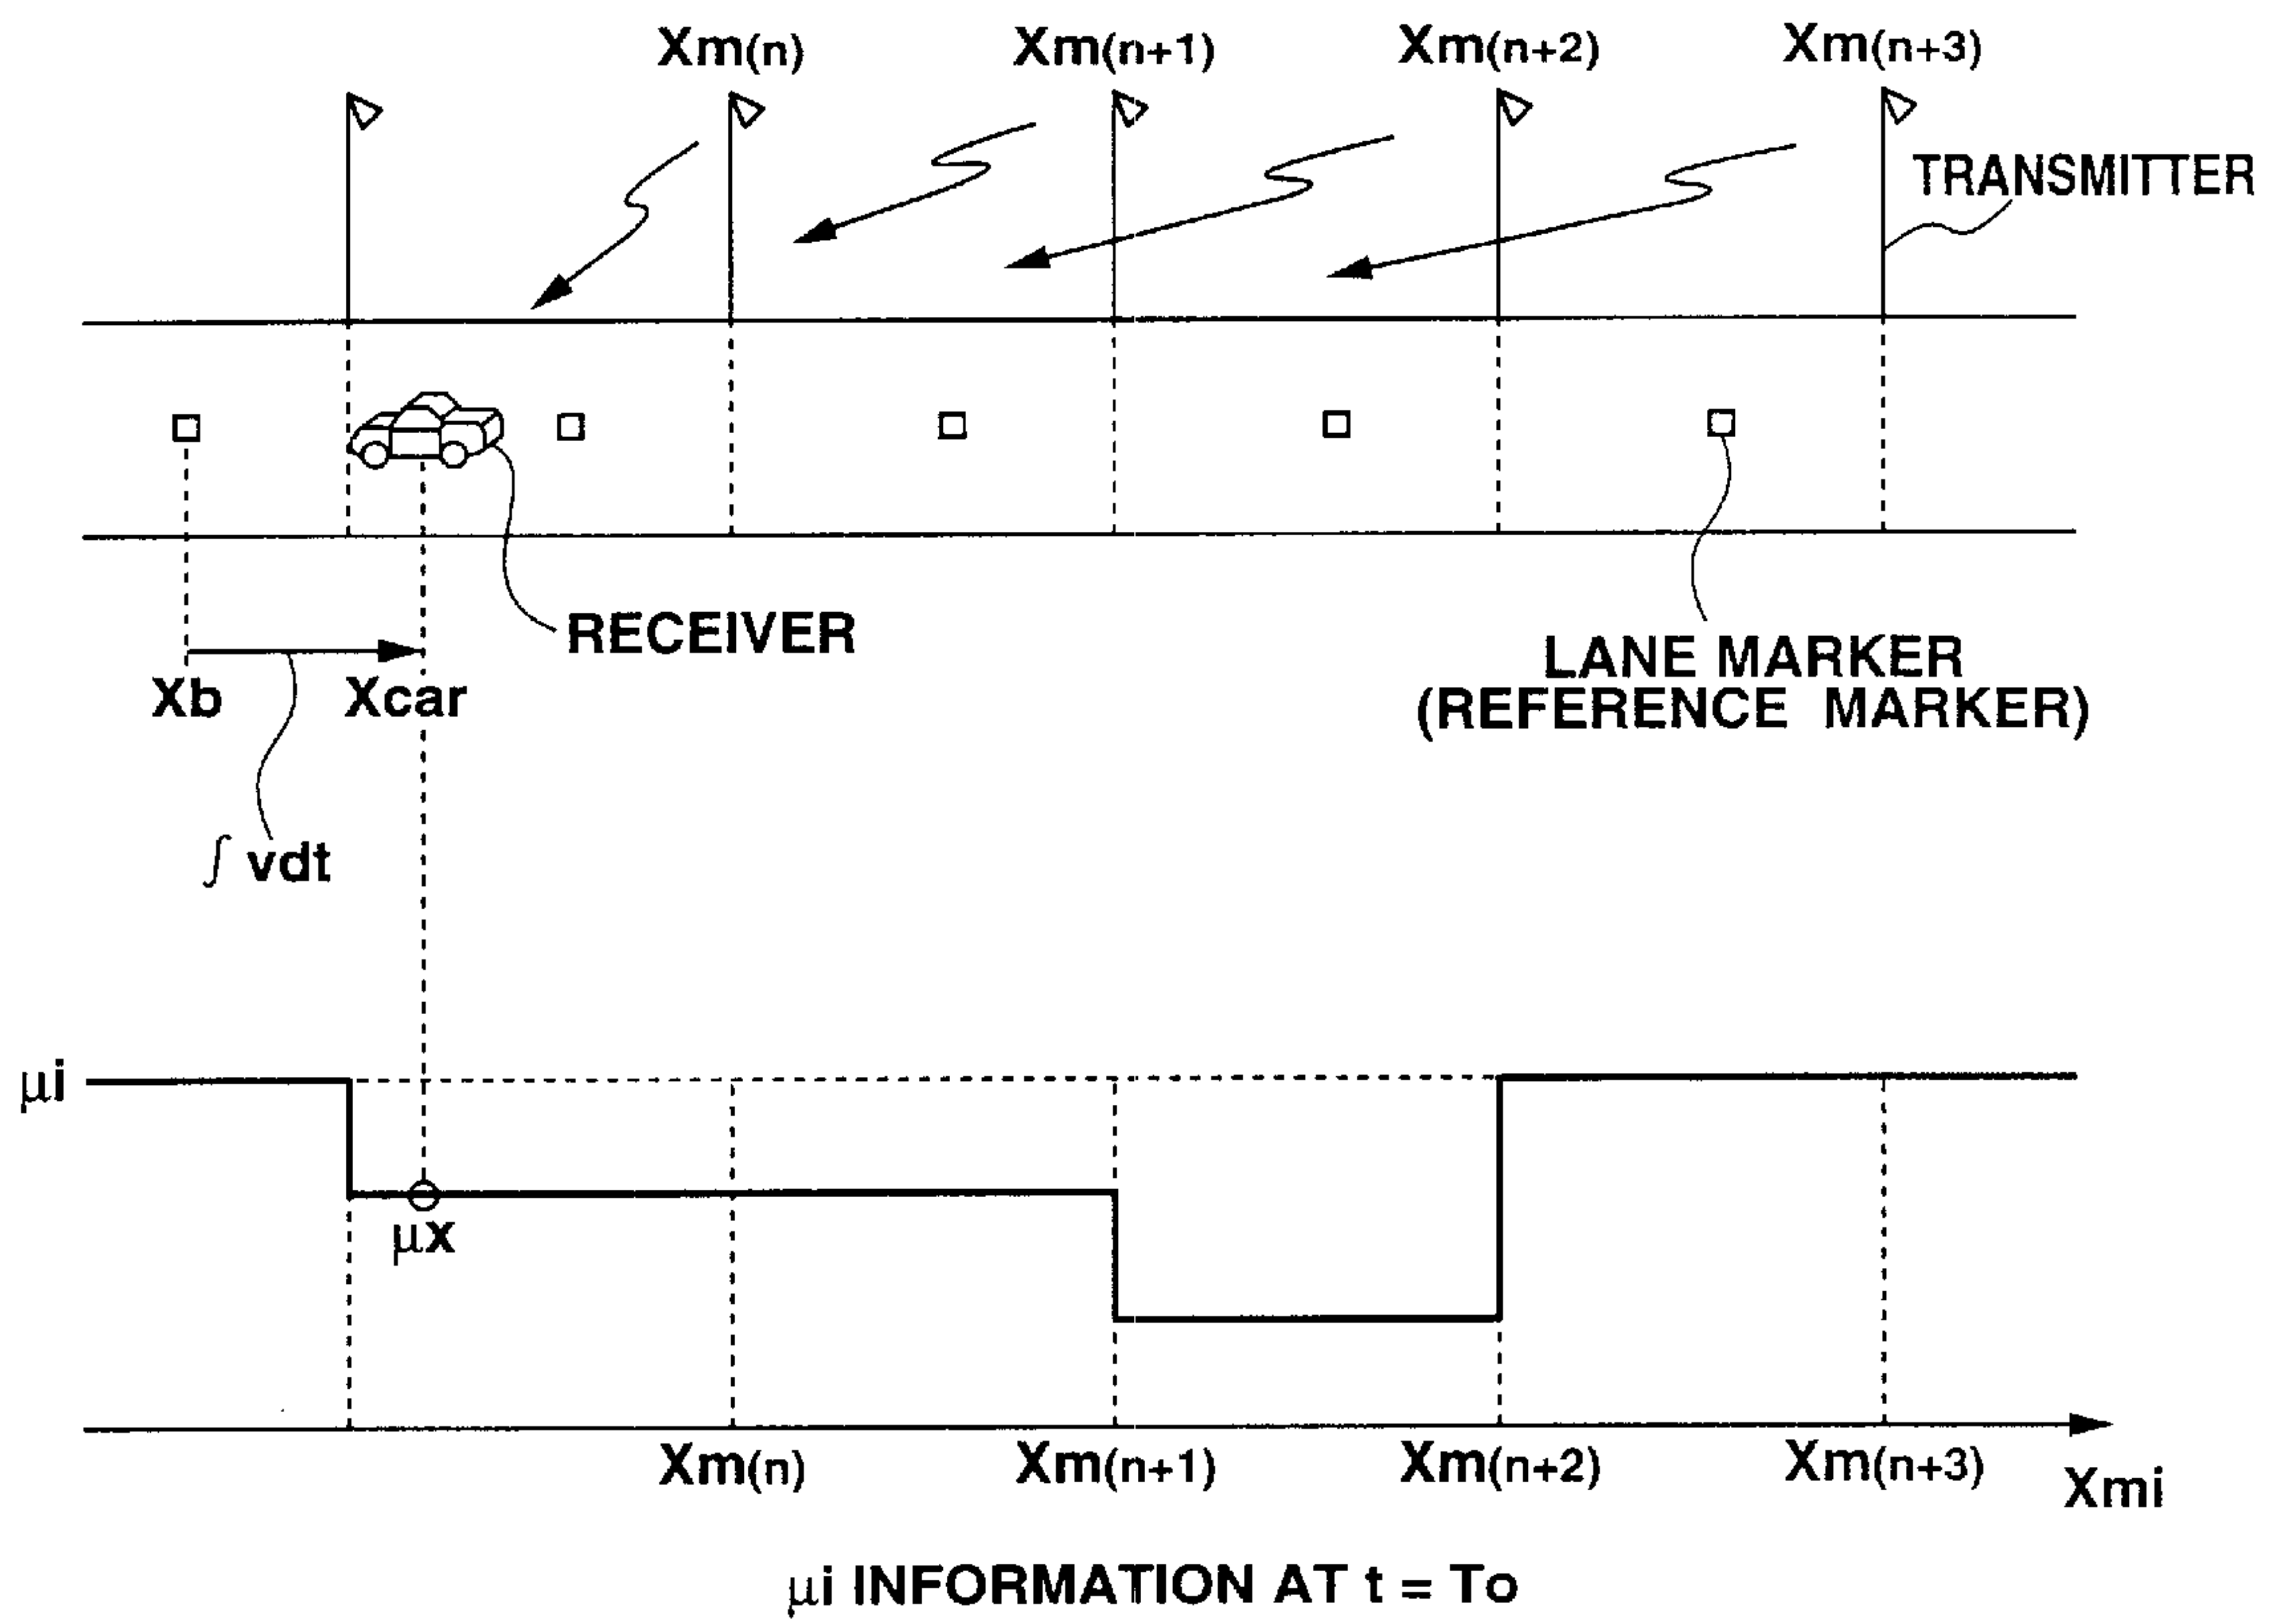 Xm(n) Xm(n+1) Xm(n+2) Xm(n+3)
TRANSMITTER
RECEIVER
LANE MARKER
(REFERENCE MARKER)
Xb Xcar
∫ vdt
μi
μx
Xm(n) Xm(n+1) Xm(n+2) Xm(n+3)
Xmi
μi INFORMATION AT t = To